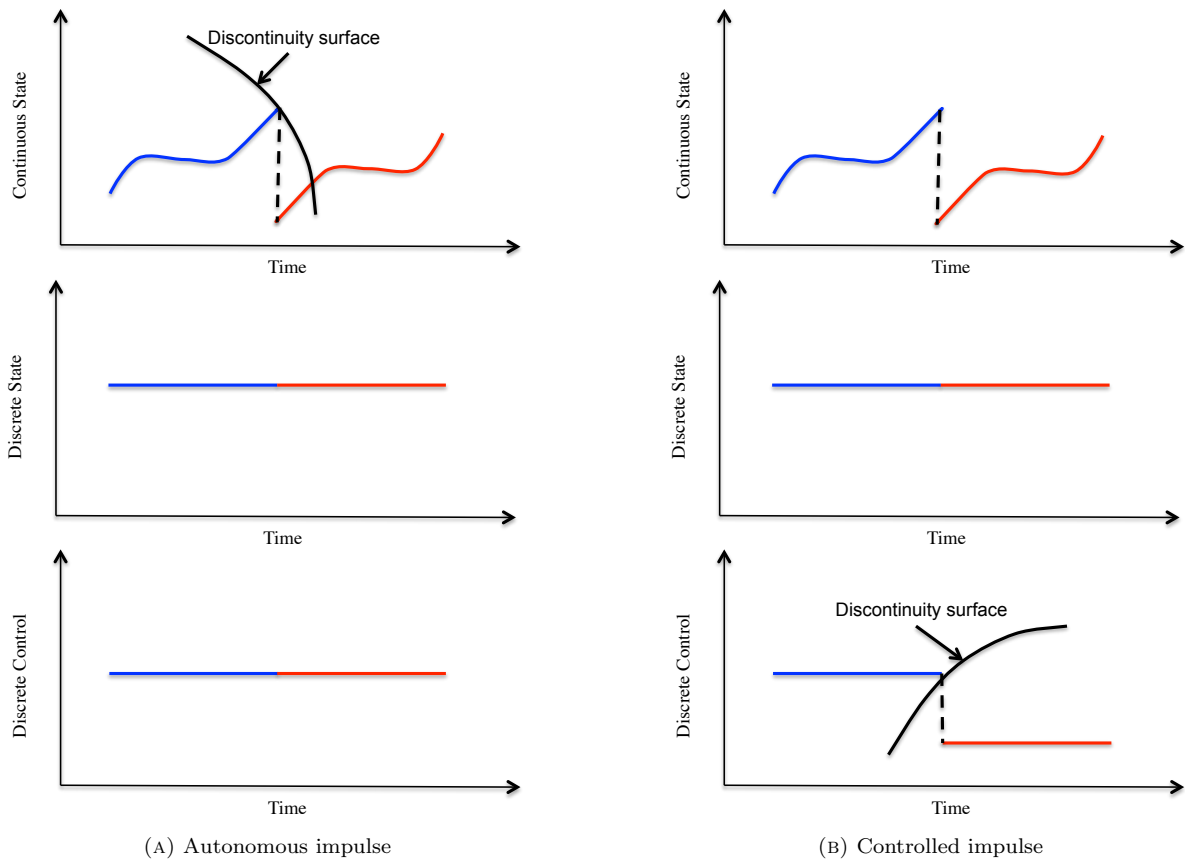 Discontinuity surface
Continuous State
Time
Discrete State
Time
Discrete Control
Time
(A) Autonomous impulse
Continuous State
Time
Discrete State
Time
Discontinuity surface
Discrete Control
Time
(B) Controlled impulse